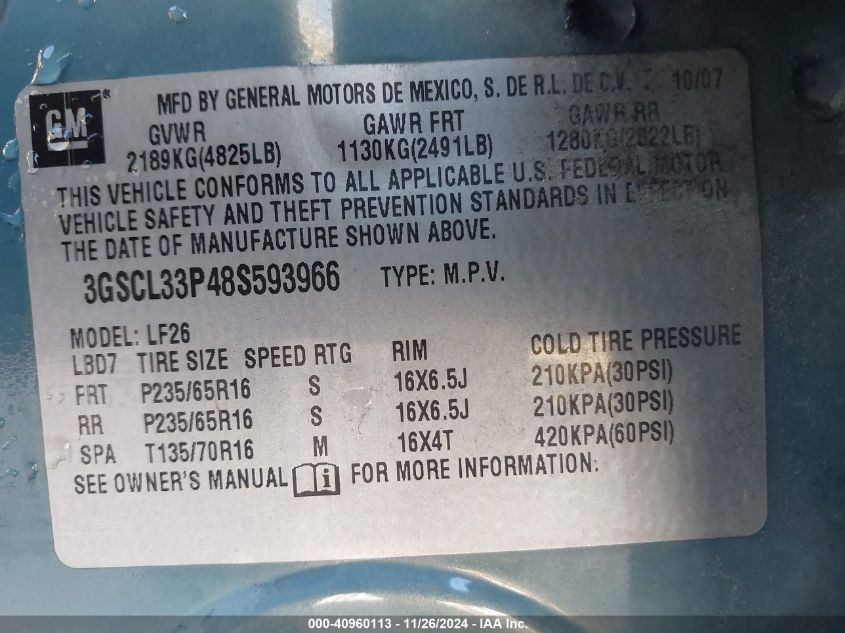 GM®
MFD BY GENERAL MOTORS DE MEXICO, S. DE R.L. DE C.V. 10/07
GVWR GAWR FRT GAWR RR
2189KG(4825LB) 1130KG(2491LB) 1280KG(2822LB)
THIS VEHICLE CONFORMS TO ALL APPLICABLE U.S. FEDERAL MOTOR
VEHICLE SAFETY AND THEFT PREVENTION STANDARDS IN EFFECT ON
THE DATE OF MANUFACTURE SHOWN ABOVE.
3GSCL33P48S593966 TYPE: M.P.V.
MODEL: LF26
LBD7 TIRE SIZE SPEED RTG RIM COLD TIRE PRESSURE
FRT P235/65R16 S 16X6.5J 210KPA(30PSI)
RR P235/65R16 S 16X6.5J 210KPA(30PSI)
SPA T135/70R16 M 16X4T 420KPA(60PSI)
SEE OWNER'S MANUAL i FOR MORE INFORMATION:
000-40960113 - 11/26/2024 - IAA Inc.